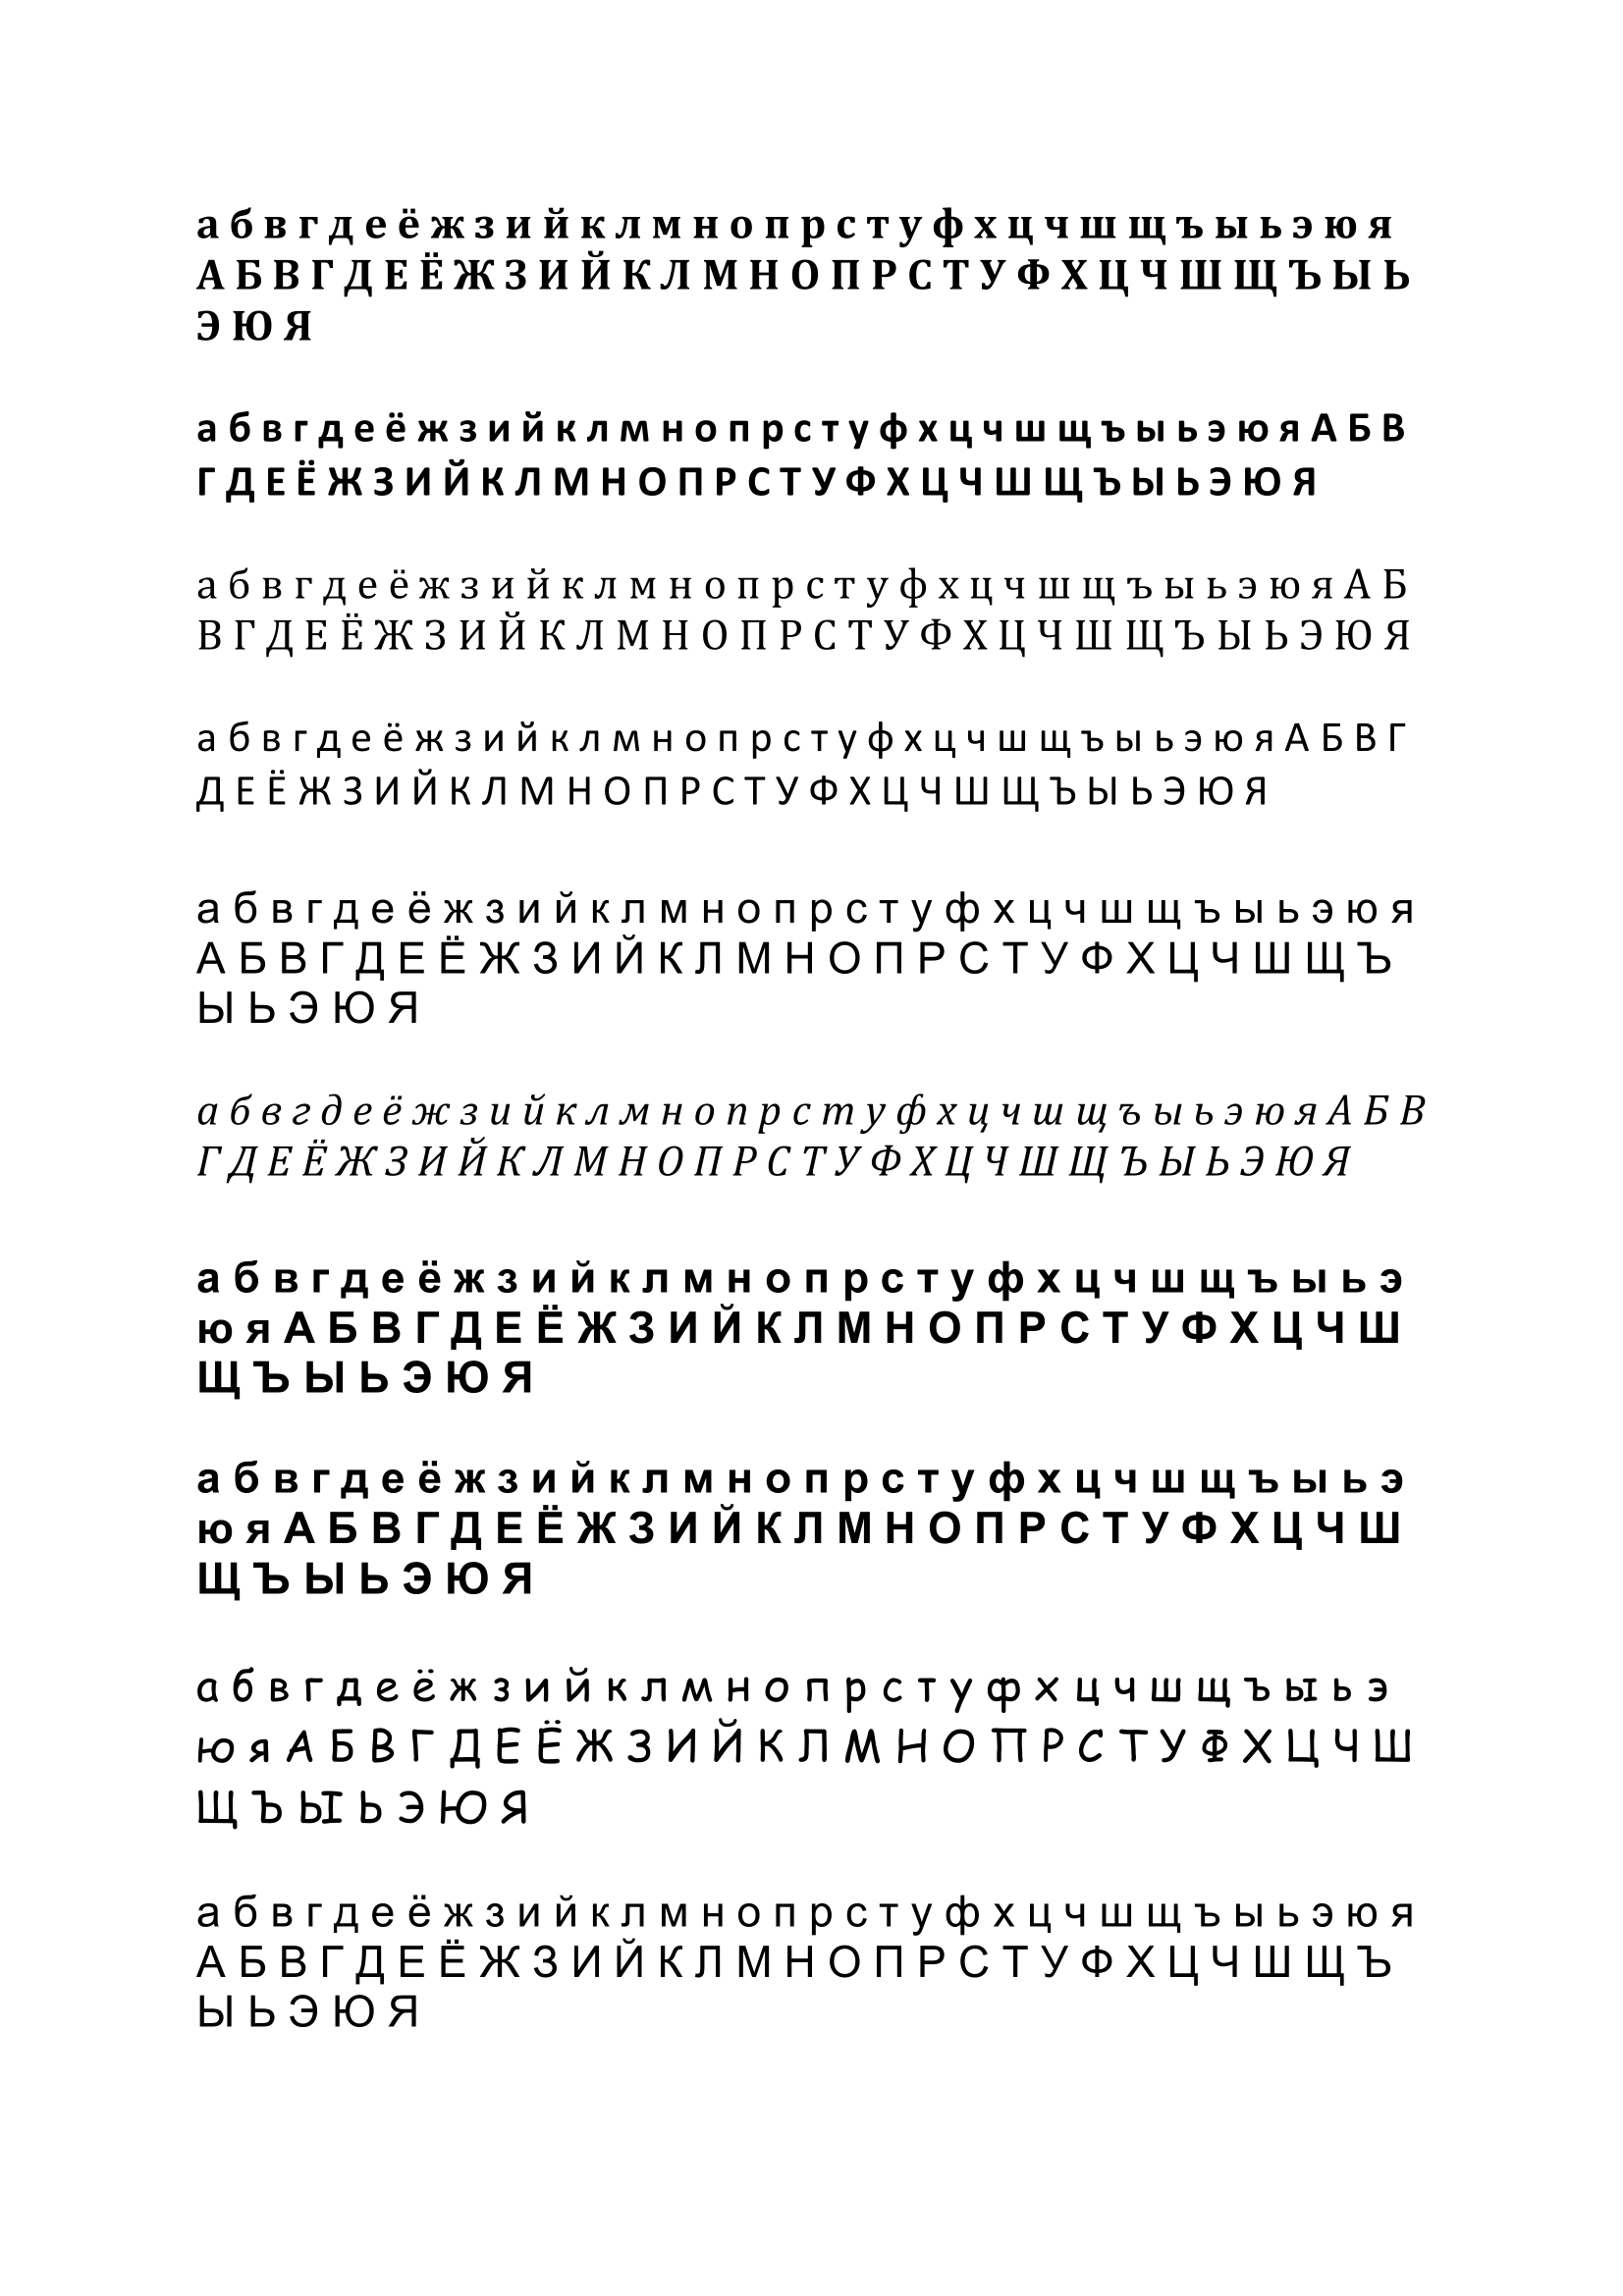 а б в г д е ё ж з и й к л м н о п р с т у ф х ц ч ш щ ъ ы ь э ю я
А Б В Г Д Е Ё Ж З И Й К Л М Н О П Р С Т У Ф Х Ц Ч Ш Щ Ъ Ы Ь
Э Ю Я
а б в г д е ё ж з и й к л м н о п р с т у ф х ц ч ш щ ъ ы ь э ю я А Б В
Г Д Е Ё Ж З И Й К Л М Н О П Р С Т У Ф Х Ц Ч Ш Щ Ъ Ы Ь Э Ю Я
а б в г д е ё ж з и й к л м н о п р с т у ф х ц ч ш щ ъ ы ь э ю я А Б
В Г Д Е Ё Ж З И Й К Л М Н О П Р С Т У Ф Х Ц Ч Ш Щ Ъ Ы Ь Э Ю Я
а б в г д е ё ж з и й к л м н о п р с т у ф х ц ч ш щ ъ ы ь э ю я А Б В Г
Д Е Ё Ж З И Й К Л М Н О П Р С Т У Ф Х Ц Ч Ш Щ Ъ Ы Ь Э Ю Я
а б в г д е ё ж з и й к л м н о п р с т у ф х ц ч ш щ ъ ы ь э ю я
А Б В Г Д Е Ё Ж З И Й К Л М Н О П Р С Т У Ф Х Ц Ч Ш Щ Ъ
Ы Ь Э Ю Я
а б в г д е ё ж з и й к л м н о п р с т у ф х ц ч ш щ ъ ы ь э ю я А Б В
Г Д Е Ё Ж З И Й К Л М Н О П Р С Т У Ф Х Ц Ч Ш Щ Ъ Ы Ь Э Ю Я
а б в г д е ё ж з и й к л м н о п р с т у ф х ц ч ш щ ъ ы ь э
ю я А Б В Г Д Е Ё Ж З И Й К Л М Н О П Р С Т У Ф Х Ц Ч Ш
Щ Ъ Ы Ь Э Ю Я
а б в г д е ё ж з и й к л м н о п р с т у ф х ц ч ш щ ъ ы ь э
ю я А Б В Г Д Е Ё Ж З И Й К Л М Н О П Р С Т У Ф Х Ц Ч Ш
Щ Ъ Ы Ь Э Ю Я
а б в г д е ё ж з и й к л м н о п р с т у ф х ц ч ш щ ъ ы ь э
ю я А Б В Г Д Е Ё Ж З И Й К Л М Н О П Р С Т У Ф Х Ц Ч Ш
Щ Ъ Ы Ь Э Ю Я
а б в г д е ё ж з и й к л м н о п р с т у ф х ц ч ш щ ъ ы ь э ю я
А Б В Г Д Е Ё Ж З И Й К Л М Н О П Р С Т У Ф Х Ц Ч Ш Щ Ъ
Ы Ь Э Ю Я